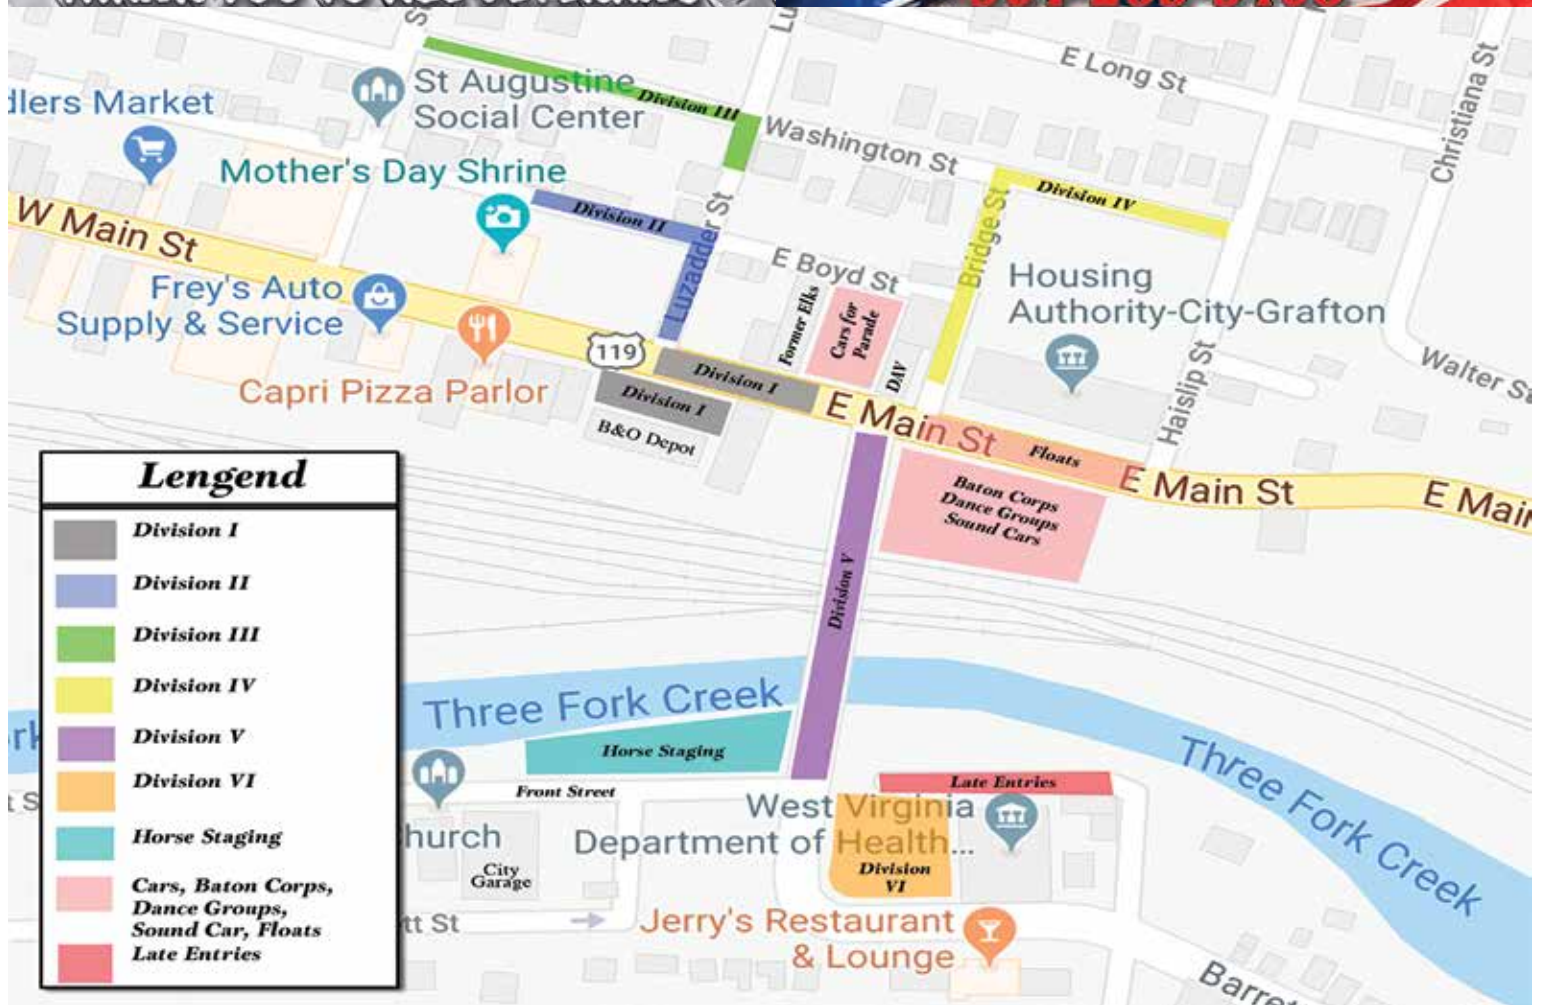 St Augustine
Social Center
E Long St
Christiana St
dlers Market
Division III
Washington St
Mother's Day Shrine
Division IV
W Main St
Division II
Luzadder St
Bridge St
E Boyd St
Housing
Authority-City-Grafton
Frey's Auto
Supply & Service
Former Elks
Cars for
Parade
DAV
119
Division I
Walter St
Haislip St
Capri Pizza Parlor
Division I
E Main St
B&O Depot
Floats
E Main St
E Main
Baton Corps
Dance Groups
Sound Cars
Lengend
Division I
Division II
Division III
Division IV
Division V
Division VI
Horse Staging
Cars, Baton Corps,
Dance Groups,
Sound Car, Floats
Late Entries
Division V
Three Fork Creek
Horse Staging
Three Fork Creek
Front Street
Late Entries
West Virginia
Department of Health...
hurch
City
Garage
Division
VI
tt St
Jerry's Restaurant
& Lounge
Barret